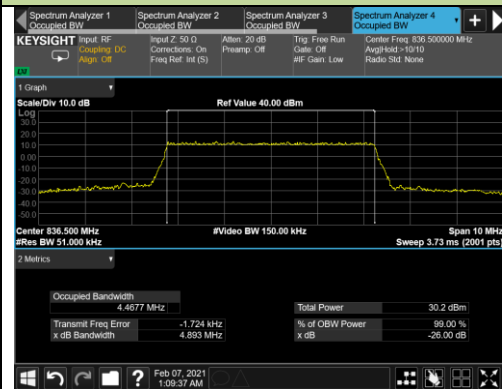 Spectrum Analyzer 1 Occupied BW
Spectrum Analyzer 2 Occupied BW
Spectrum Analyzer 3 Occupied BW
Spectrum Analyzer 4 Occupied BW
KEYSIGHT Input: RF Input Z: 50 Ω Atten: 20 dB Trig: Free Run Center Freq: 836.500000 MHz
Coupling: DC Corrections: On Preamp: Off Gate: Off Avg|Hold:>10/10
Align: Off Freq Ref: Int (S) #IF Gain: Low Radio Std: None
LXI
1 Graph
Scale/Div 10.0 dB Ref Value 40.00 dBm
Log
30.0
20.0
10.0
0.00
-10.0
-20.0
-30.0
-40.0
-50.0
Center 836.500 MHz #Video BW 150.00 kHz Span 10 MHz
#Res BW 51.000 kHz Sweep 3.73 ms (2001 pts)
2 Metrics
Occupied Bandwidth
4.4677 MHz Total Power 30.2 dBm
Transmit Freq Error -1.724 kHz % of OBW Power 99.00 %
x dB Bandwidth 4.893 MHz x dB -26.00 dB
? Feb 07, 2021
1:09:37 AM